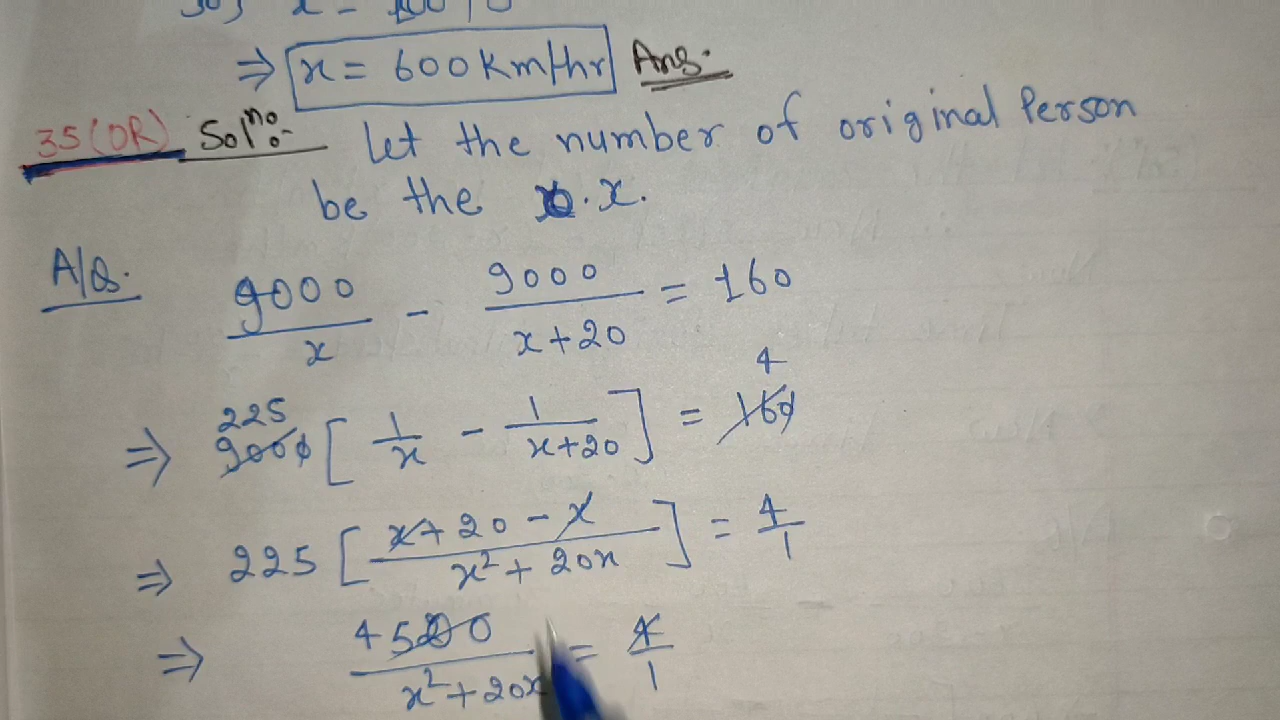 ⇒ x = 600 km/hr Ans.
35(OR) Solno:- Let the number of original Person
be the x.
A/Q. 9000/x - 9000/x+20 = 160
225 4
⇒ 9000 [1/x - 1/x+20] = 160
⇒ 225 [x+20-x/x²+20x] = 4/1
⇒ 4500/x²+20x = 4/1